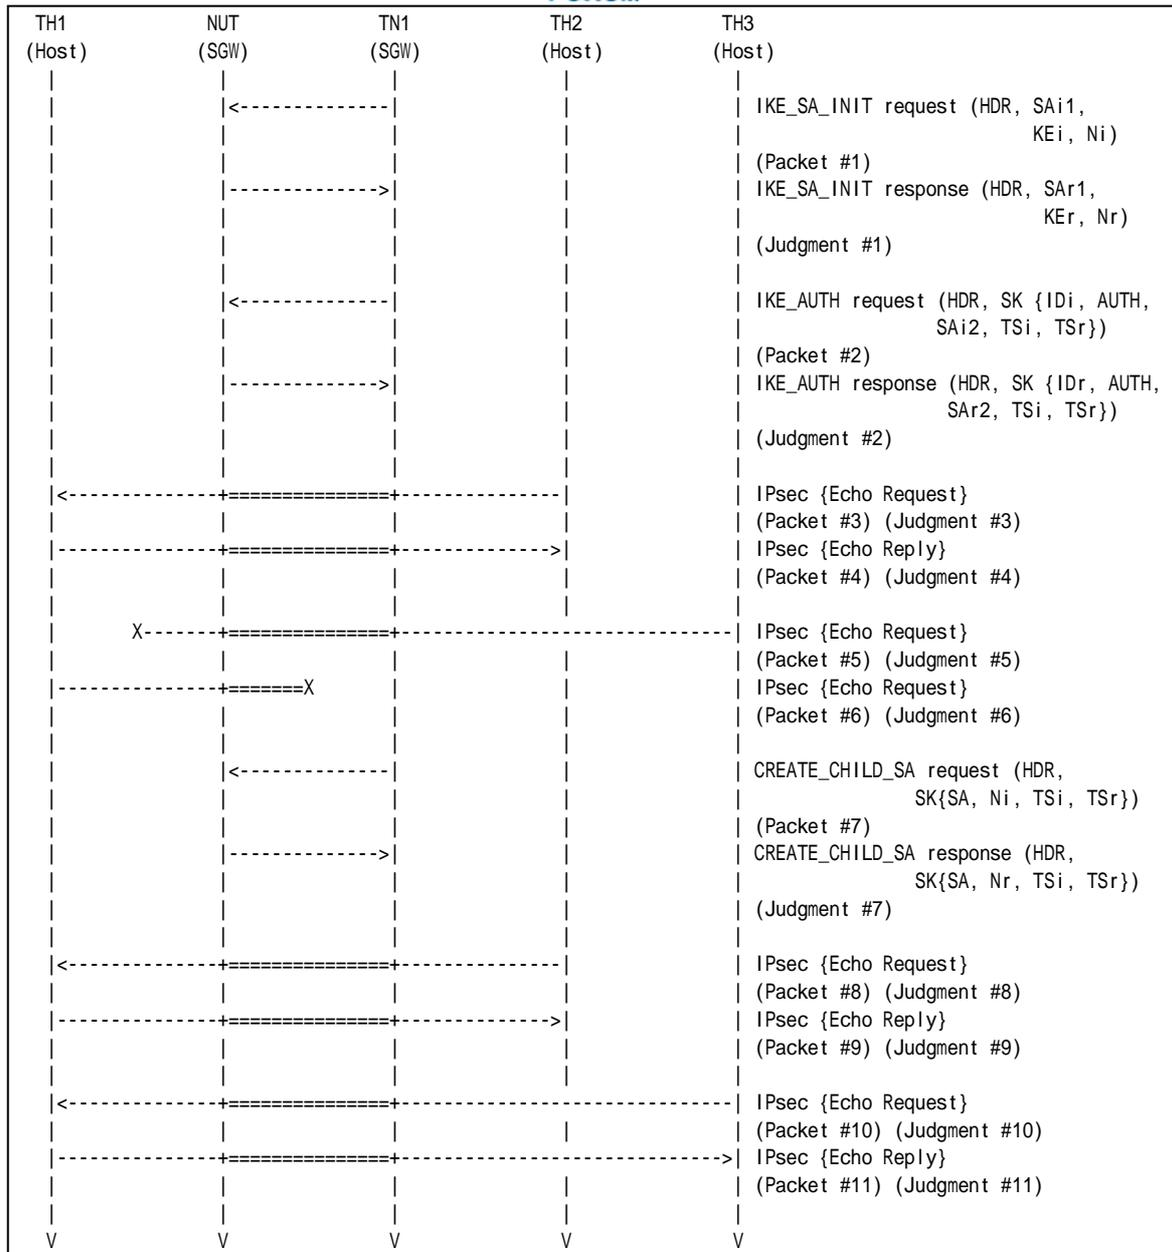 TH1 NUT TN1 TH2 TH3
(Host) (SGW) (SGW) (Host) (Host)
IKE_SA_INIT request (HDR, SAi1,
KEi, Ni)
(Packet #1)
IKE_SA_INIT response (HDR, SAr1,
KEr, Nr)
(Judgment #1)
IKE_AUTH request (HDR, SK {IDi, AUTH,
SAi2, TSi, TSr})
(Packet #2)
IKE_AUTH response (HDR, SK {IDr, AUTH,
SAr2, TSi, TSr})
(Judgment #2)
IPsec {Echo Request}
(Packet #3) (Judgment #3)
IPsec {Echo Reply}
(Packet #4) (Judgment #4)
X IPsec {Echo Request}
(Packet #5) (Judgment #5)
X IPsec {Echo Request}
(Packet #6) (Judgment #6)
CREATE_CHILD_SA request (HDR,
SK{SA, Ni, TSi, TSr})
(Packet #7)
CREATE_CHILD_SA response (HDR,
SK{SA, Nr, TSi, TSr})
(Judgment #7)
IPsec {Echo Request}
(Packet #8) (Judgment #8)
IPsec {Echo Reply}
(Packet #9) (Judgment #9)
IPsec {Echo Request}
(Packet #10) (Judgment #10)
IPsec {Echo Reply}
(Packet #11) (Judgment #11)
V V V V V